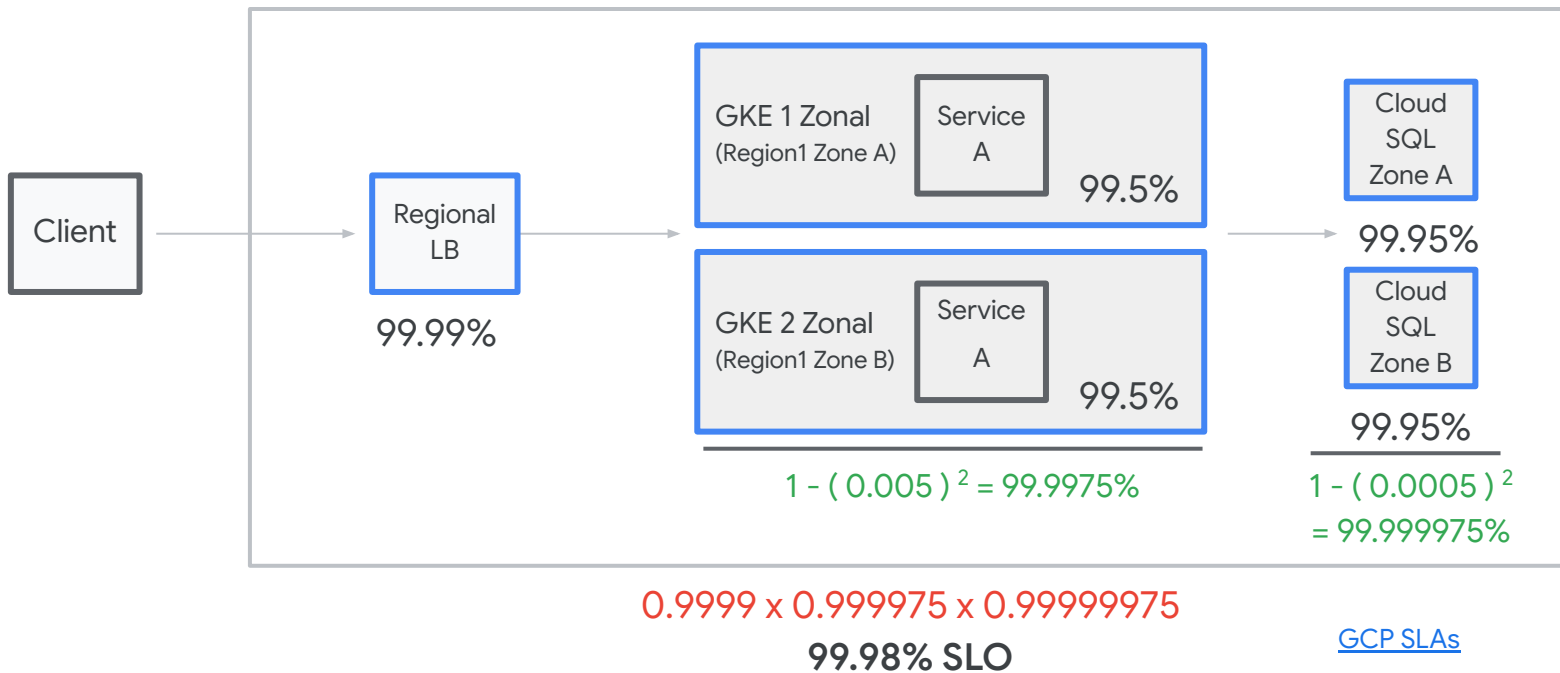 Client
Regional
LB
99.99%
GKE 1 Zonal
(Region1 Zone A)
Service
A
99.5%
GKE 2 Zonal
(Region1 Zone B)
Service
A
99.5%
1 - ( 0.005 ) ² = 99.9975%
Cloud
SQL
Zone A
99.95%
Cloud
SQL
Zone B
99.95%
1 - ( 0.0005 ) ²
= 99.999975%
0.9999 x 0.999975 x 0.99999975
99.98% SLO
GCP SLAs